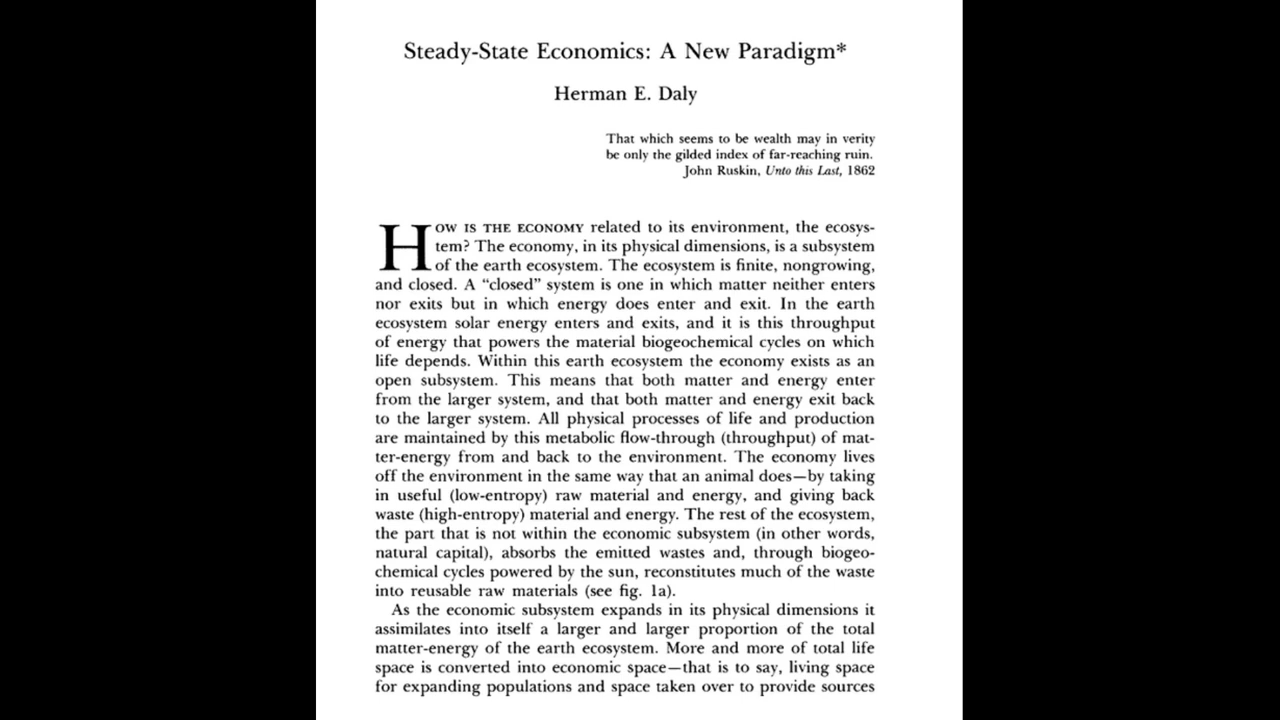 Steady-State Economics: A New Paradigm*
Herman E. Daly
That which seems to be wealth may in verity
be only the gilded index of far-reaching ruin.
John Ruskin, Unto this Last, 1862
HOW IS THE ECONOMY related to its environment, the ecosys-
tem? The economy, in its physical dimensions, is a subsystem
of the earth ecosystem. The ecosystem is finite, nongrowing,
and closed. A “closed” system is one in which matter neither enters
nor exits but in which energy does enter and exit. In the earth
ecosystem solar energy enters and exits, and it is this throughput
of energy that powers the material biogeochemical cycles on which
life depends. Within this earth ecosystem the economy exists as an
open subsystem. This means that both matter and energy enter
from the larger system, and that both matter and energy exit back
to the larger system. All physical processes of life and production
are maintained by this metabolic flow-through (throughput) of mat-
ter-energy from and back to the environment. The economy lives
off the environment in the same way that an animal does—by taking
in useful (low-entropy) raw material and energy, and giving back
waste (high-entropy) material and energy. The rest of the ecosystem,
the part that is not within the economic subsystem (in other words,
natural capital), absorbs the emitted wastes and, through biogeo-
chemical cycles powered by the sun, reconstitutes much of the waste
into reusable raw materials (see fig. 1a).
As the economic subsystem expands in its physical dimensions it
assimilates into itself a larger and larger proportion of the total
matter-energy of the earth ecosystem. More and more of total life
space is converted into economic space—that is to say, living space
for expanding populations and space taken over to provide sources